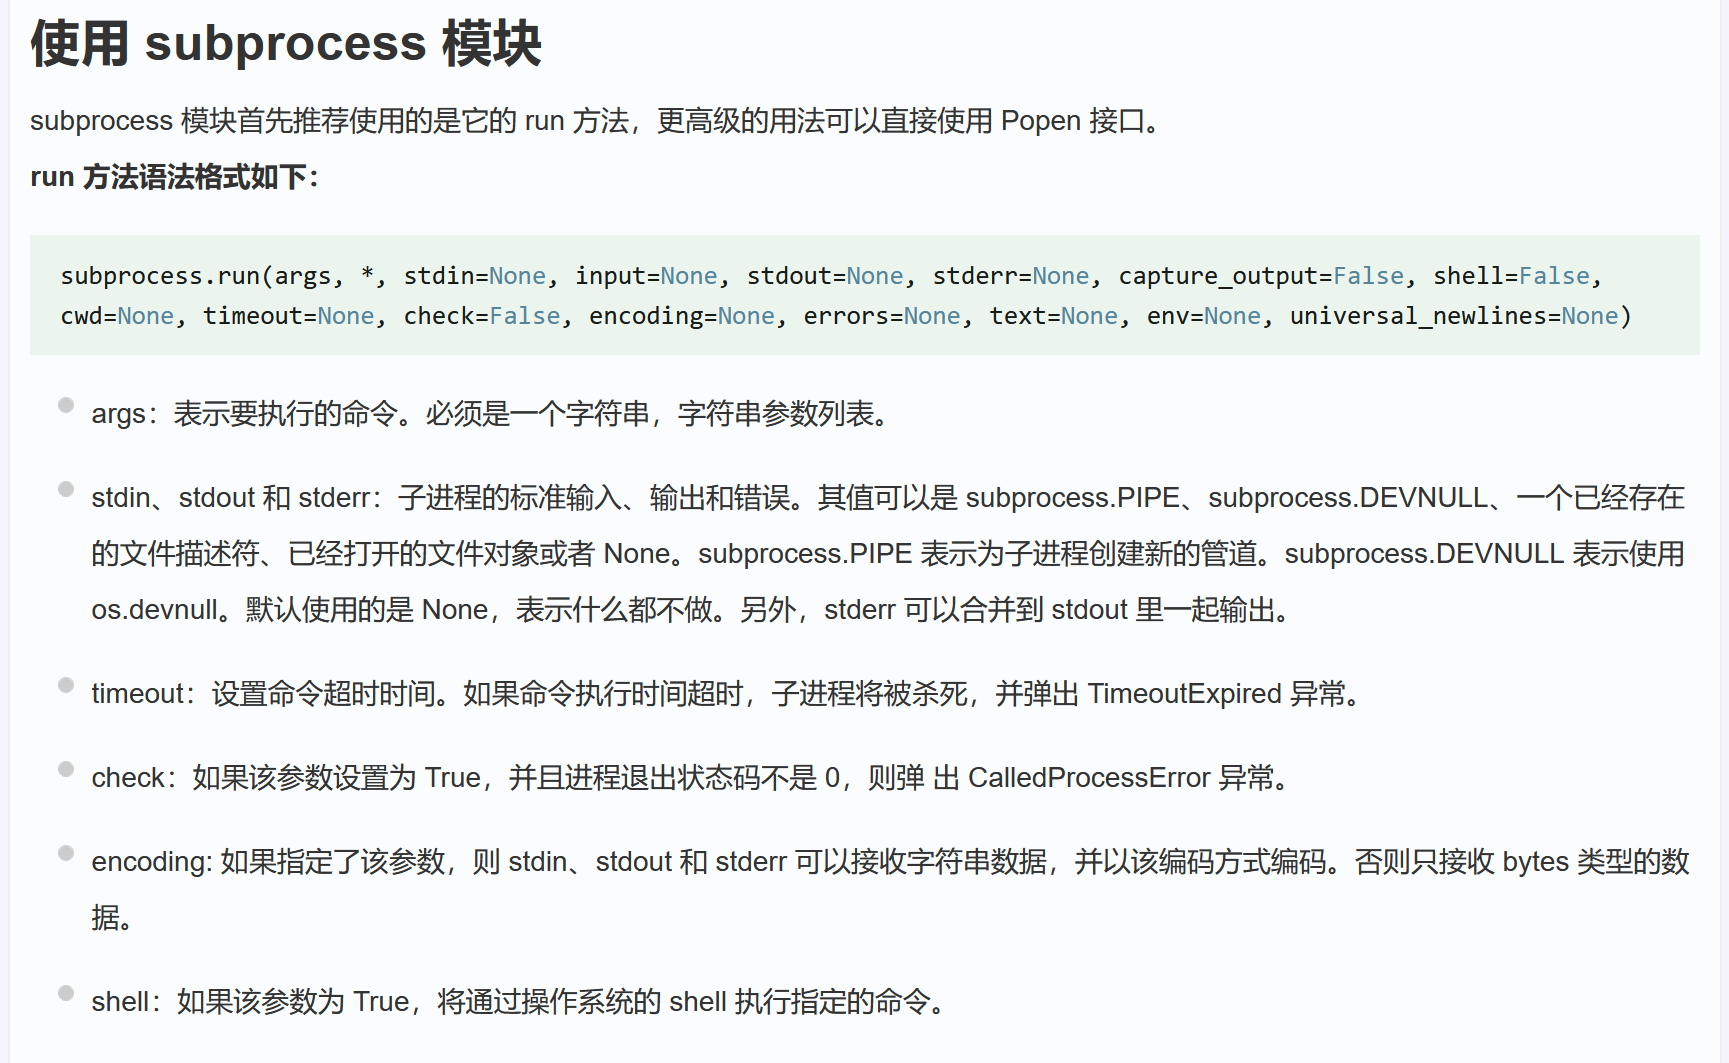 使用 subprocess 模块
subprocess 模块首先推荐使用的是它的 run 方法，更高级的用法可以直接使用 Popen 接口。
run 方法语法格式如下：
subprocess.run(args, *, stdin=None, input=None, stdout=None, stderr=None, capture_output=False, shell=False,
cwd=None, timeout=None, check=False, encoding=None, errors=None, text=None, env=None, universal_newlines=None)
args：表示要执行的命令。必须是一个字符串，字符串参数列表。
stdin、stdout 和 stderr：子进程的标准输入、输出和错误。其值可以是 subprocess.PIPE、subprocess.DEVNULL、一个已经存在
的文件描述符、已经打开的文件对象或者 None。subprocess.PIPE 表示为子进程创建新的管道。subprocess.DEVNULL 表示使用
os.devnull。默认使用的是 None，表示什么都不做。另外，stderr 可以合并到 stdout 里一起输出。
timeout：设置命令超时时间。如果命令执行时间超时，子进程将被杀死，并弹出 TimeoutExpired 异常。
check：如果该参数设置为 True，并且进程退出状态码不是 0，则弹 出 CalledProcessError 异常。
encoding: 如果指定了该参数，则 stdin、stdout 和 stderr 可以接收字符串数据，并以该编码方式编码。否则只接收 bytes 类型的数
据。
shell：如果该参数为 True，将通过操作系统的 shell 执行指定的命令。